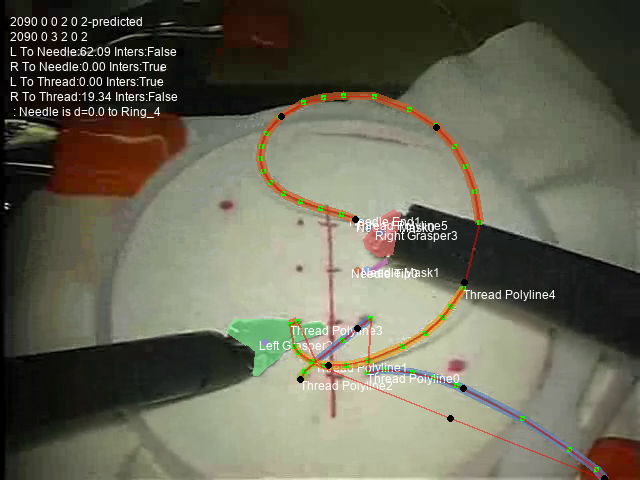 2090 0 0 2 0 2-predicted
2090 0 3 2 0 2
L To Needle:62.09 Inters:False
R To Needle:0.00 Inters:True
L To Thread:0.00 Inters:True
R To Thread:19.34 Inters:False
: Needle is d=0.0 to Ring_4
Needle End1
Right Grasper3
Mask1
Thread Polyline4
Thread Polyline3
Left Grasper2
Thread Polyline1
Thread Polyline0
Thread Polyline2